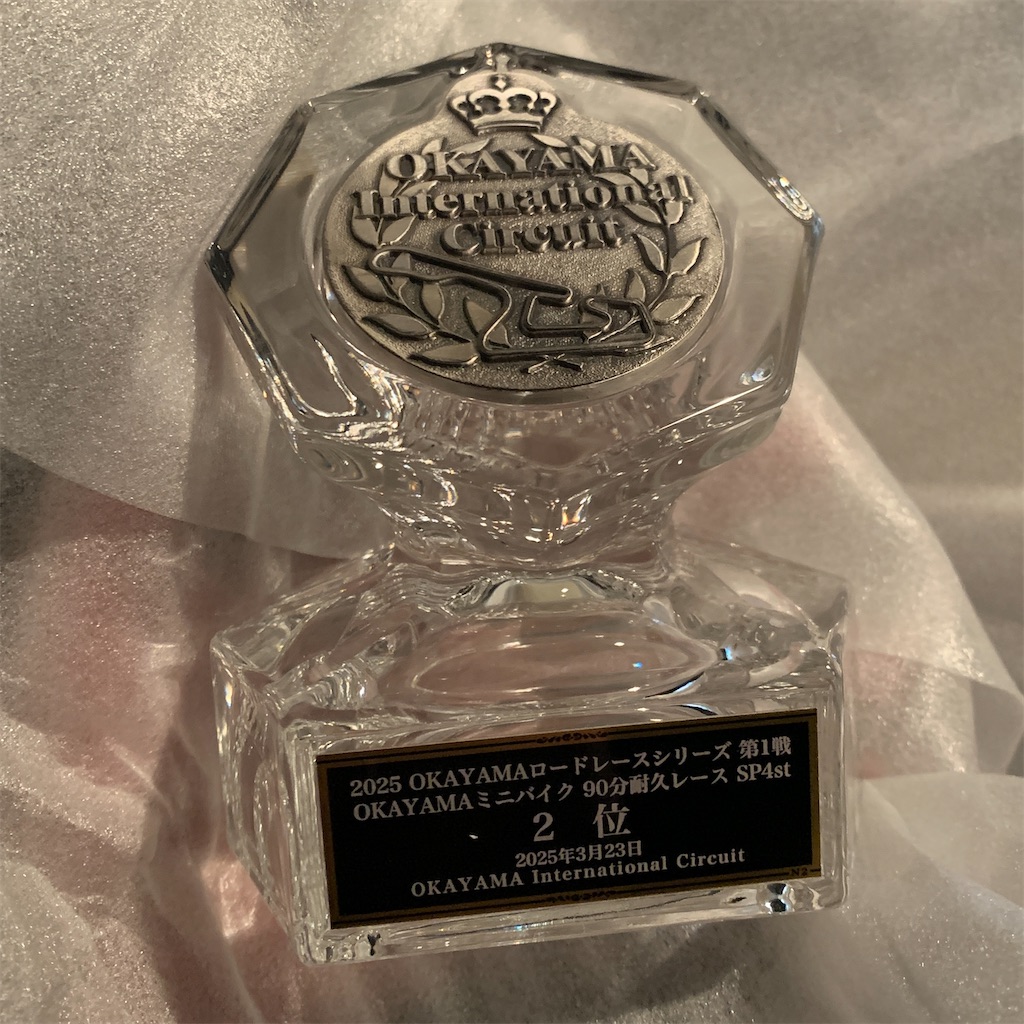 OKAYAMA
International
Circuit
2025 OKAYAMAロードレースシリーズ 第1戦
OKAYAMAミニバイク 90分耐久レース SP4st
2 位
2025年3月23日
OKAYAMA International Circuit
N2